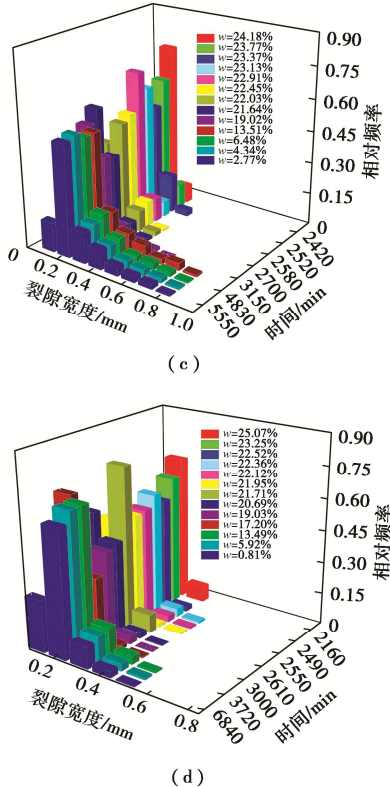 w=24.18%
w=23.77%
w=23.37%
w=23.13%
w=22.91%
w=22.45%
w=22.03%
w=21.64%
w=19.02%
w=13.51%
w=6.48%
w=4.34%
w=2.77%
0.90
0.75
0.60
0.45
0.30
0.15
0
相对频率
2420
2520
2580
2700
3150
4830
5550
时间/min
0
0.2
0.4
0.6
0.8
1.0
裂隙宽度/mm
(c)
w=25.07%
w=23.25%
w=22.52%
w=22.36%
w=22.12%
w=21.95%
w=21.71%
w=20.69%
w=19.03%
w=17.20%
w=13.49%
w=5.92%
w=0.81%
0.90
0.75
0.60
0.45
0.30
0.15
0
相对频率
2160
2490
2550
2610
3000
3720
6840
时间/min
0.2
0.4
0.6
0.8
裂隙宽度/mm
(d)